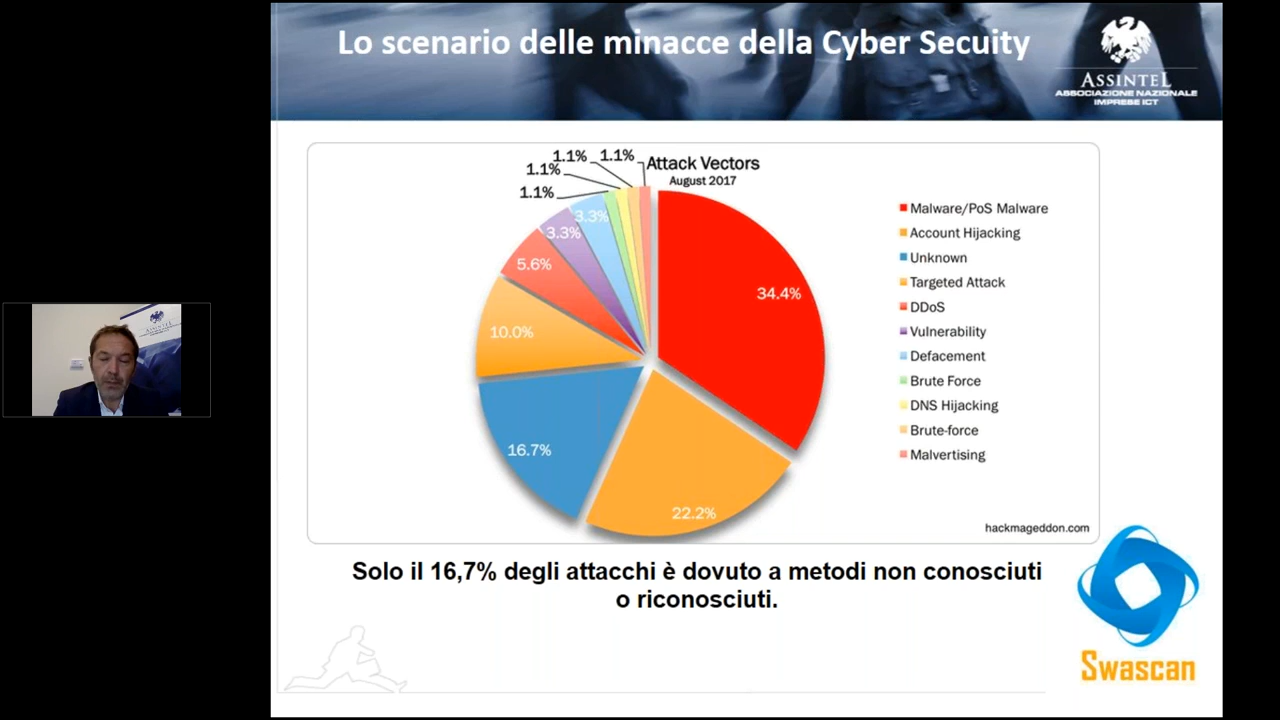 Lo scenario delle minacce della Cyber Secuity
ASSINTEL
ASSOCIAZIONE NAZIONALE
IMPRESE ICT
Attack Vectors
August 2017
1.1%
1.1%
1.1%
1.1%
3.3%
3.3%
5.6%
10.0%
16.7%
22.2%
34.4%
Malware/PoS Malware
Account Hijacking
Unknown
Targeted Attack
DDoS
Vulnerability
Defacement
Brute Force
DNS Hijacking
Brute-force
Malvertising
hackmageddon.com
Solo il 16,7% degli attacchi è dovuto a metodi non conosciuti
o riconosciuti.
Swascan
ASSINTEL